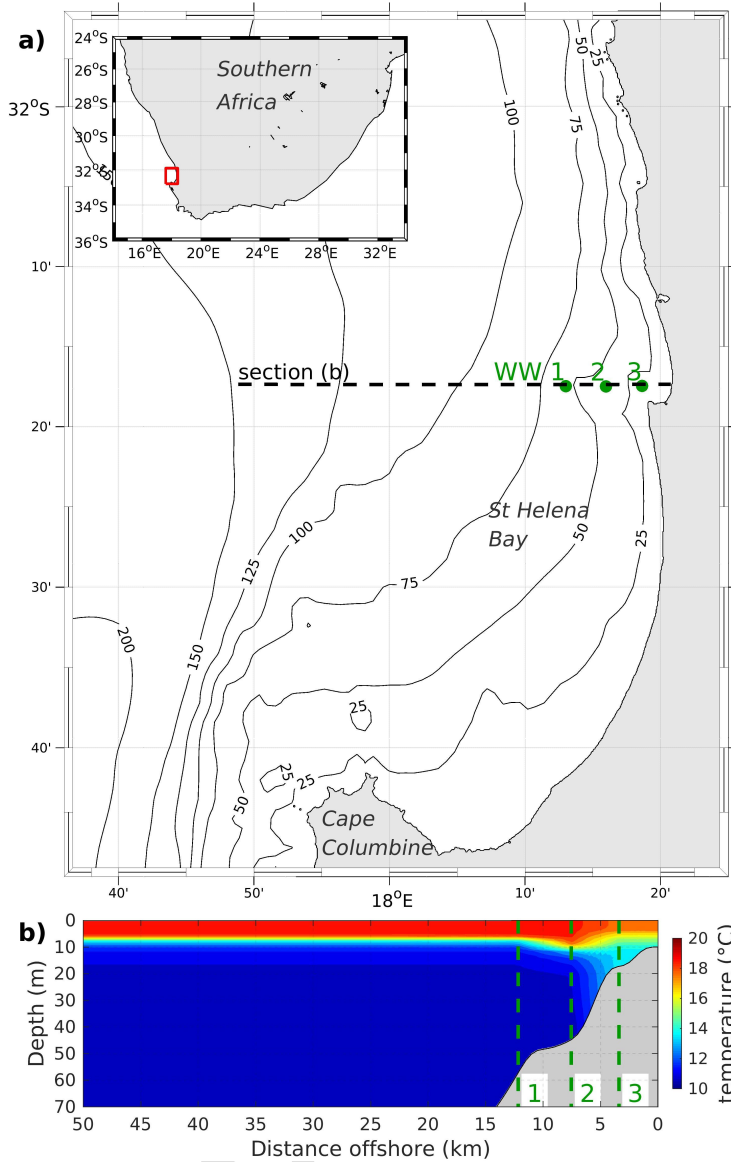 a)
24°S
26°S
28°S
30°S
32°S
34°S
36°S
16°E
20°E
24°E
28°E
32°E
Southern
Africa
32°S
10'
20'
30'
40'
40'
50'
18°E
10'
20'
50
25
100
75
section (b)
WW 1 2 3
St Helena
Bay
100
50
25
125
75
200
150
25
25
25
50
Cape
Columbine
b)
0
10
20
30
40
50
60
70
Depth (m)
50
45
40
35
30
25
20
15
10
5
0
Distance offshore (km)
1
2
3
20
18
16
14
12
10
temperature (°C)